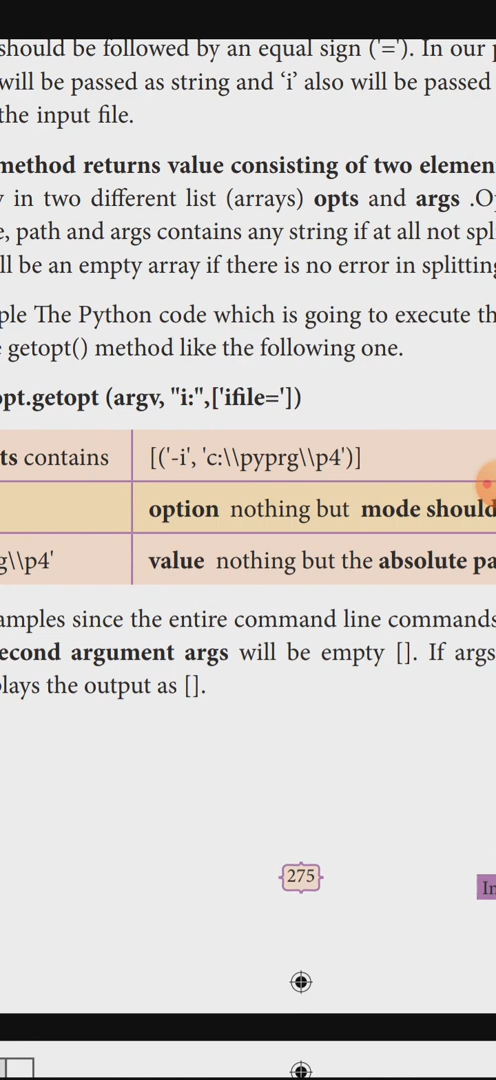 should be followed by an equal sign ('='). In our
will be passed as string and ‘i’ also will be passed
the input file.
method returns value consisting of two elemen
y in two different list (arrays) opts and args .O
e, path and args contains any string if at all not spl
ll be an empty array if there is no error in splitting
ple The Python code which is going to execute th
e getopt() method like the following one.
opt.getopt (argv, "i:",['ifile='])
ts contains [('-i', 'c:\\pyprg\\p4')]
option nothing but mode should
g\\p4' value nothing but the absolute pa
amples since the entire command line commands
econd argument args will be empty []. If args
plays the output as [].
275
In